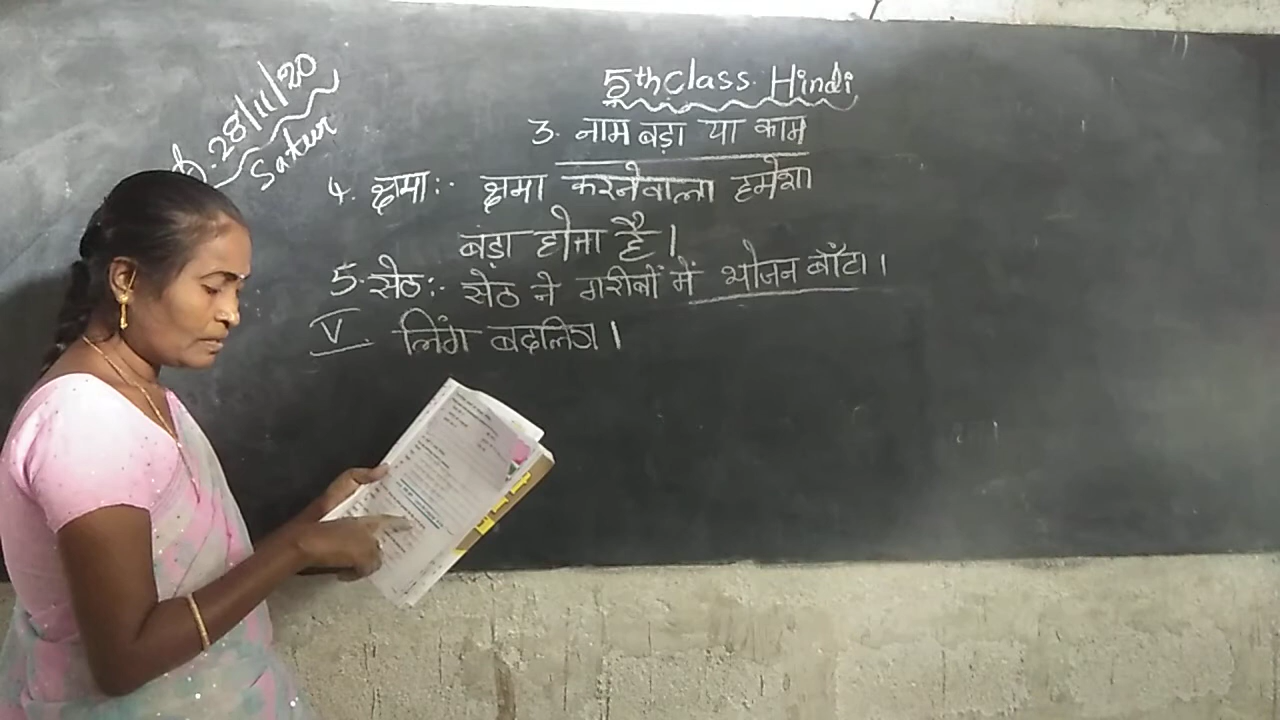 D. 28/11/20
Satur
5th Class Hindi
3. नाम बड़ा या काम
4. क्षमा:- क्षमा करनेवाला हमेशा
बड़ा होता है।
5. सेठ:- सेठ ने गरीबों में भोजन बाँटा।
V. लिंग बदलिए।